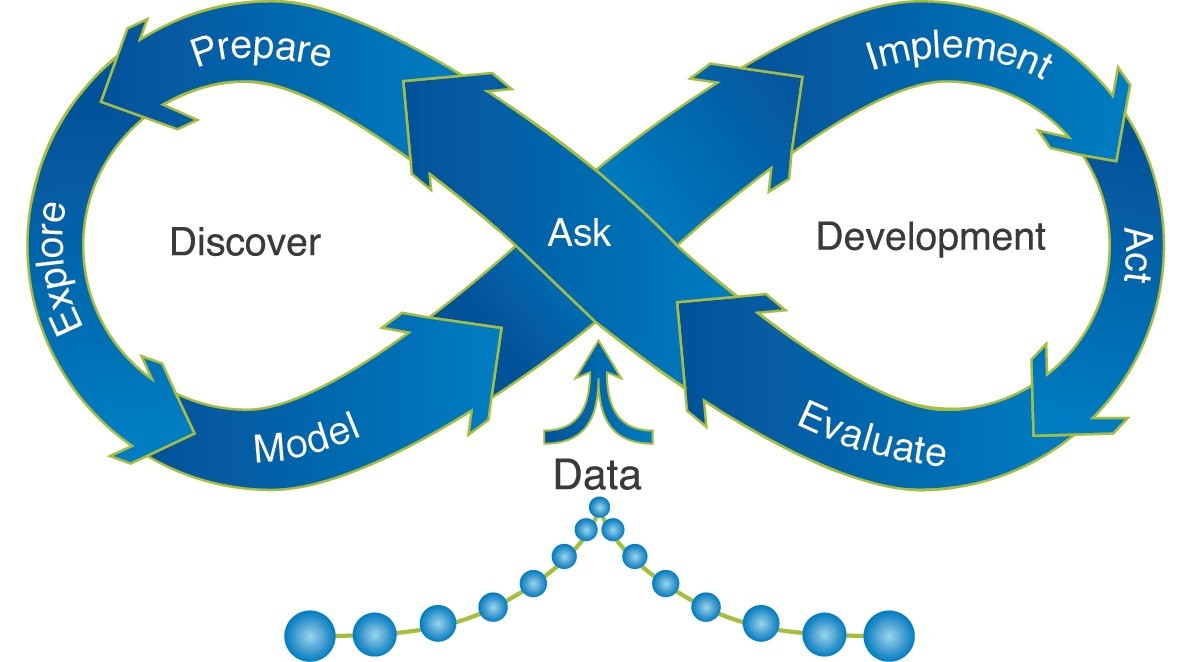 Prepare
Implement
Explore
Discover
Ask
Development
Act
Model
Evaluate
Data